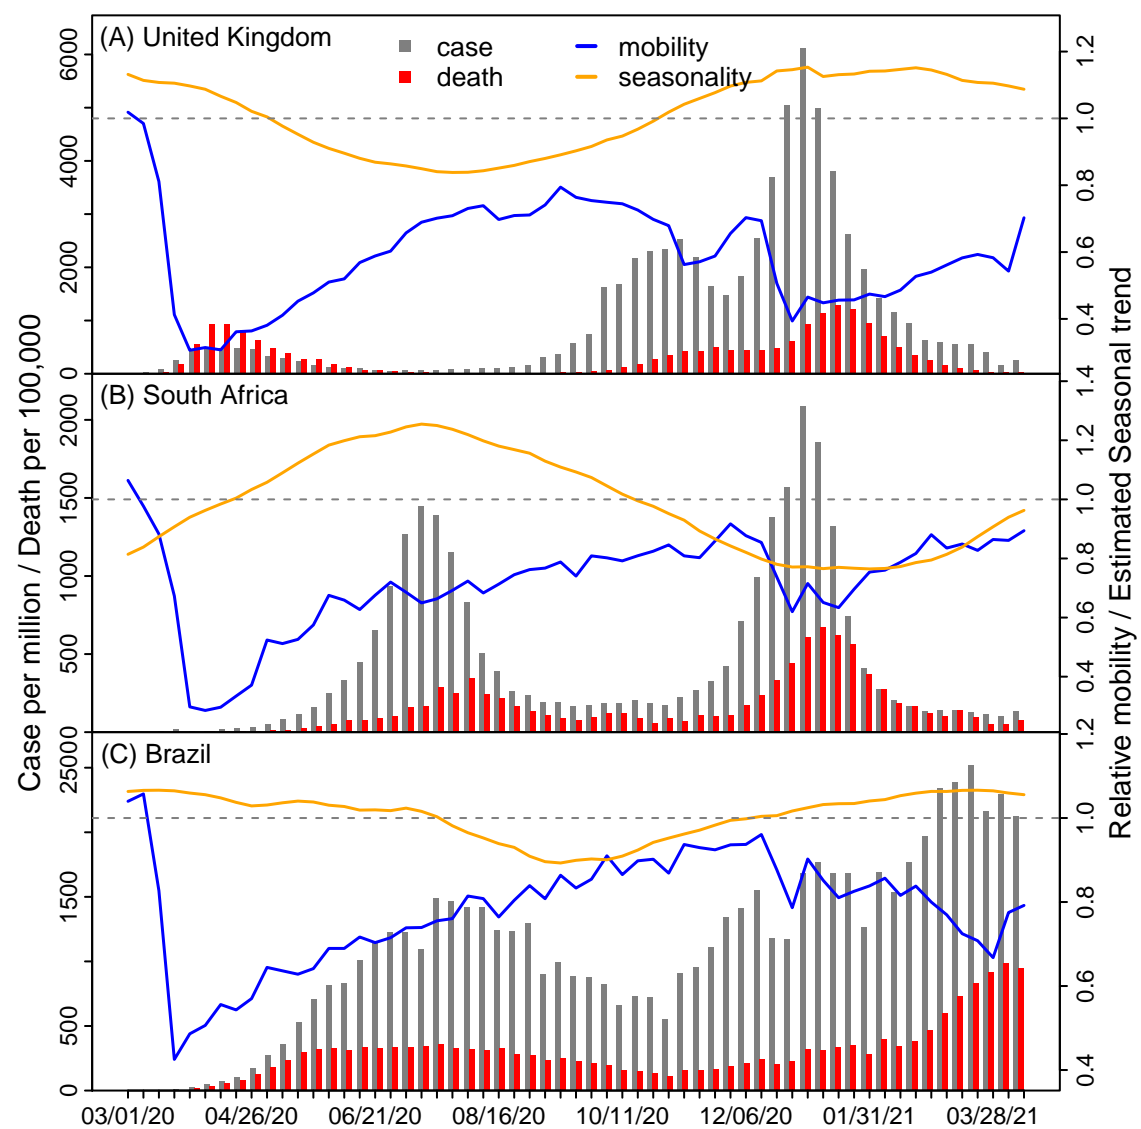 (A) United Kingdom
case
death
mobility
seasonality
0
2000
4000
6000
0.4
0.6
0.8
1.0
1.2
(B) South Africa
500
1000
1500
2000
0.4
0.6
0.8
1.0
1.2
1.4
(C) Brazil
0
500
1500
2500
0
0.4
0.6
0.8
1.0
1.2
Case per million / Death per 100,000
Relative mobility / Estimated Seasonal trend
03/01/20 04/26/20 06/21/20 08/16/20 10/11/20 12/06/20 01/31/21 03/28/21